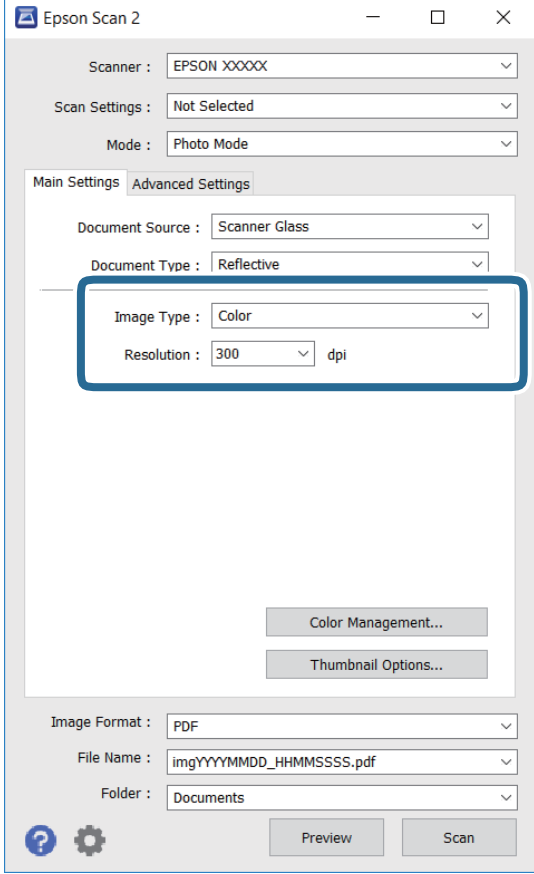 Epson Scan 2
Scanner : EPSON XXXXX
Scan Settings : Not Selected
Mode : Photo Mode
Main Settings Advanced Settings
Document Source : Scanner Glass
Document Type : Reflective
Image Type : Color
Resolution : 300 dpi
Color Management...
Thumbnail Options...
Image Format : PDF
File Name : imgYYYYMMDD_HHMMSSSS.pdf
Folder : Documents
? Preview Scan